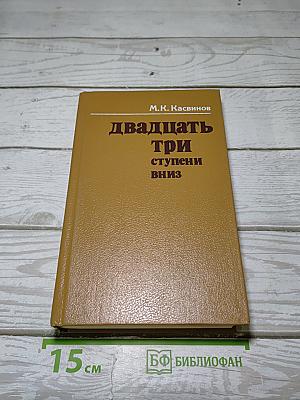 М.К. Касвинов
двадцать
три
ступени
вниз
15 см
БФ БИБЛИОФАН